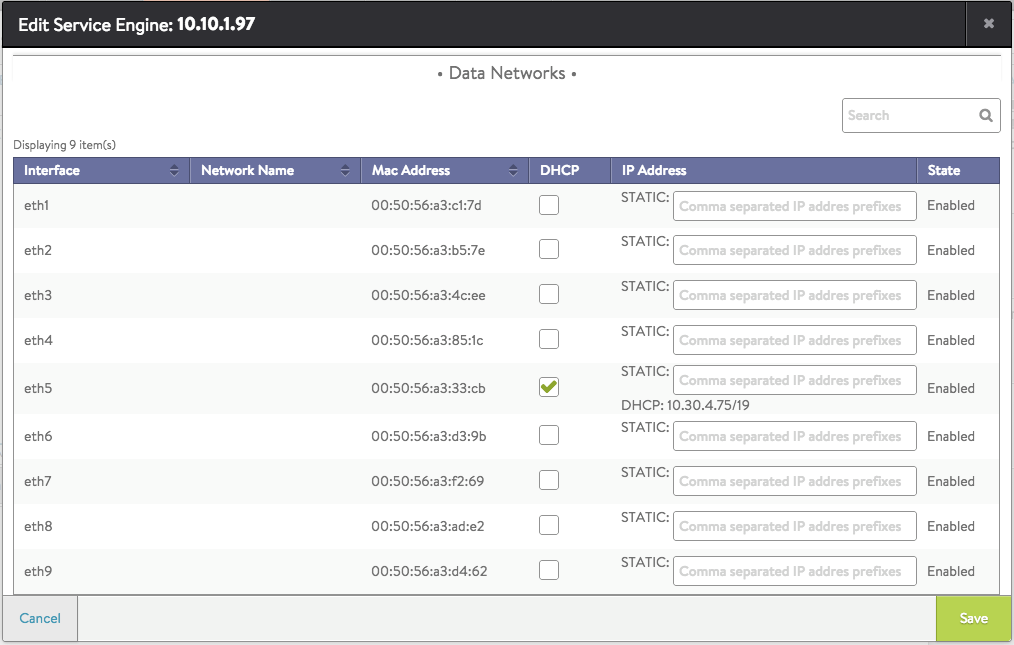 Edit Service Engine: 10.10.1.97
• Data Networks •
Search
Displaying 9 item(s)
Interface Network Name Mac Address DHCP IP Address State
eth1 00:50:56:a3:c1:7d STATIC: Comma separated IP addres prefixes Enabled
eth2 00:50:56:a3:b5:7e STATIC: Comma separated IP addres prefixes Enabled
eth3 00:50:56:a3:4c:ee STATIC: Comma separated IP addres prefixes Enabled
eth4 00:50:56:a3:85:1c STATIC: Comma separated IP addres prefixes Enabled
eth5 00:50:56:a3:33:cb STATIC: Comma separated IP addres prefixes Enabled
DHCP: 10.30.4.75/19
eth6 00:50:56:a3:d3:9b STATIC: Comma separated IP addres prefixes Enabled
eth7 00:50:56:a3:f2:69 STATIC: Comma separated IP addres prefixes Enabled
eth8 00:50:56:a3:ad:e2 STATIC: Comma separated IP addres prefixes Enabled
eth9 00:50:56:a3:d4:62 STATIC: Comma separated IP addres prefixes Enabled
Cancel Save